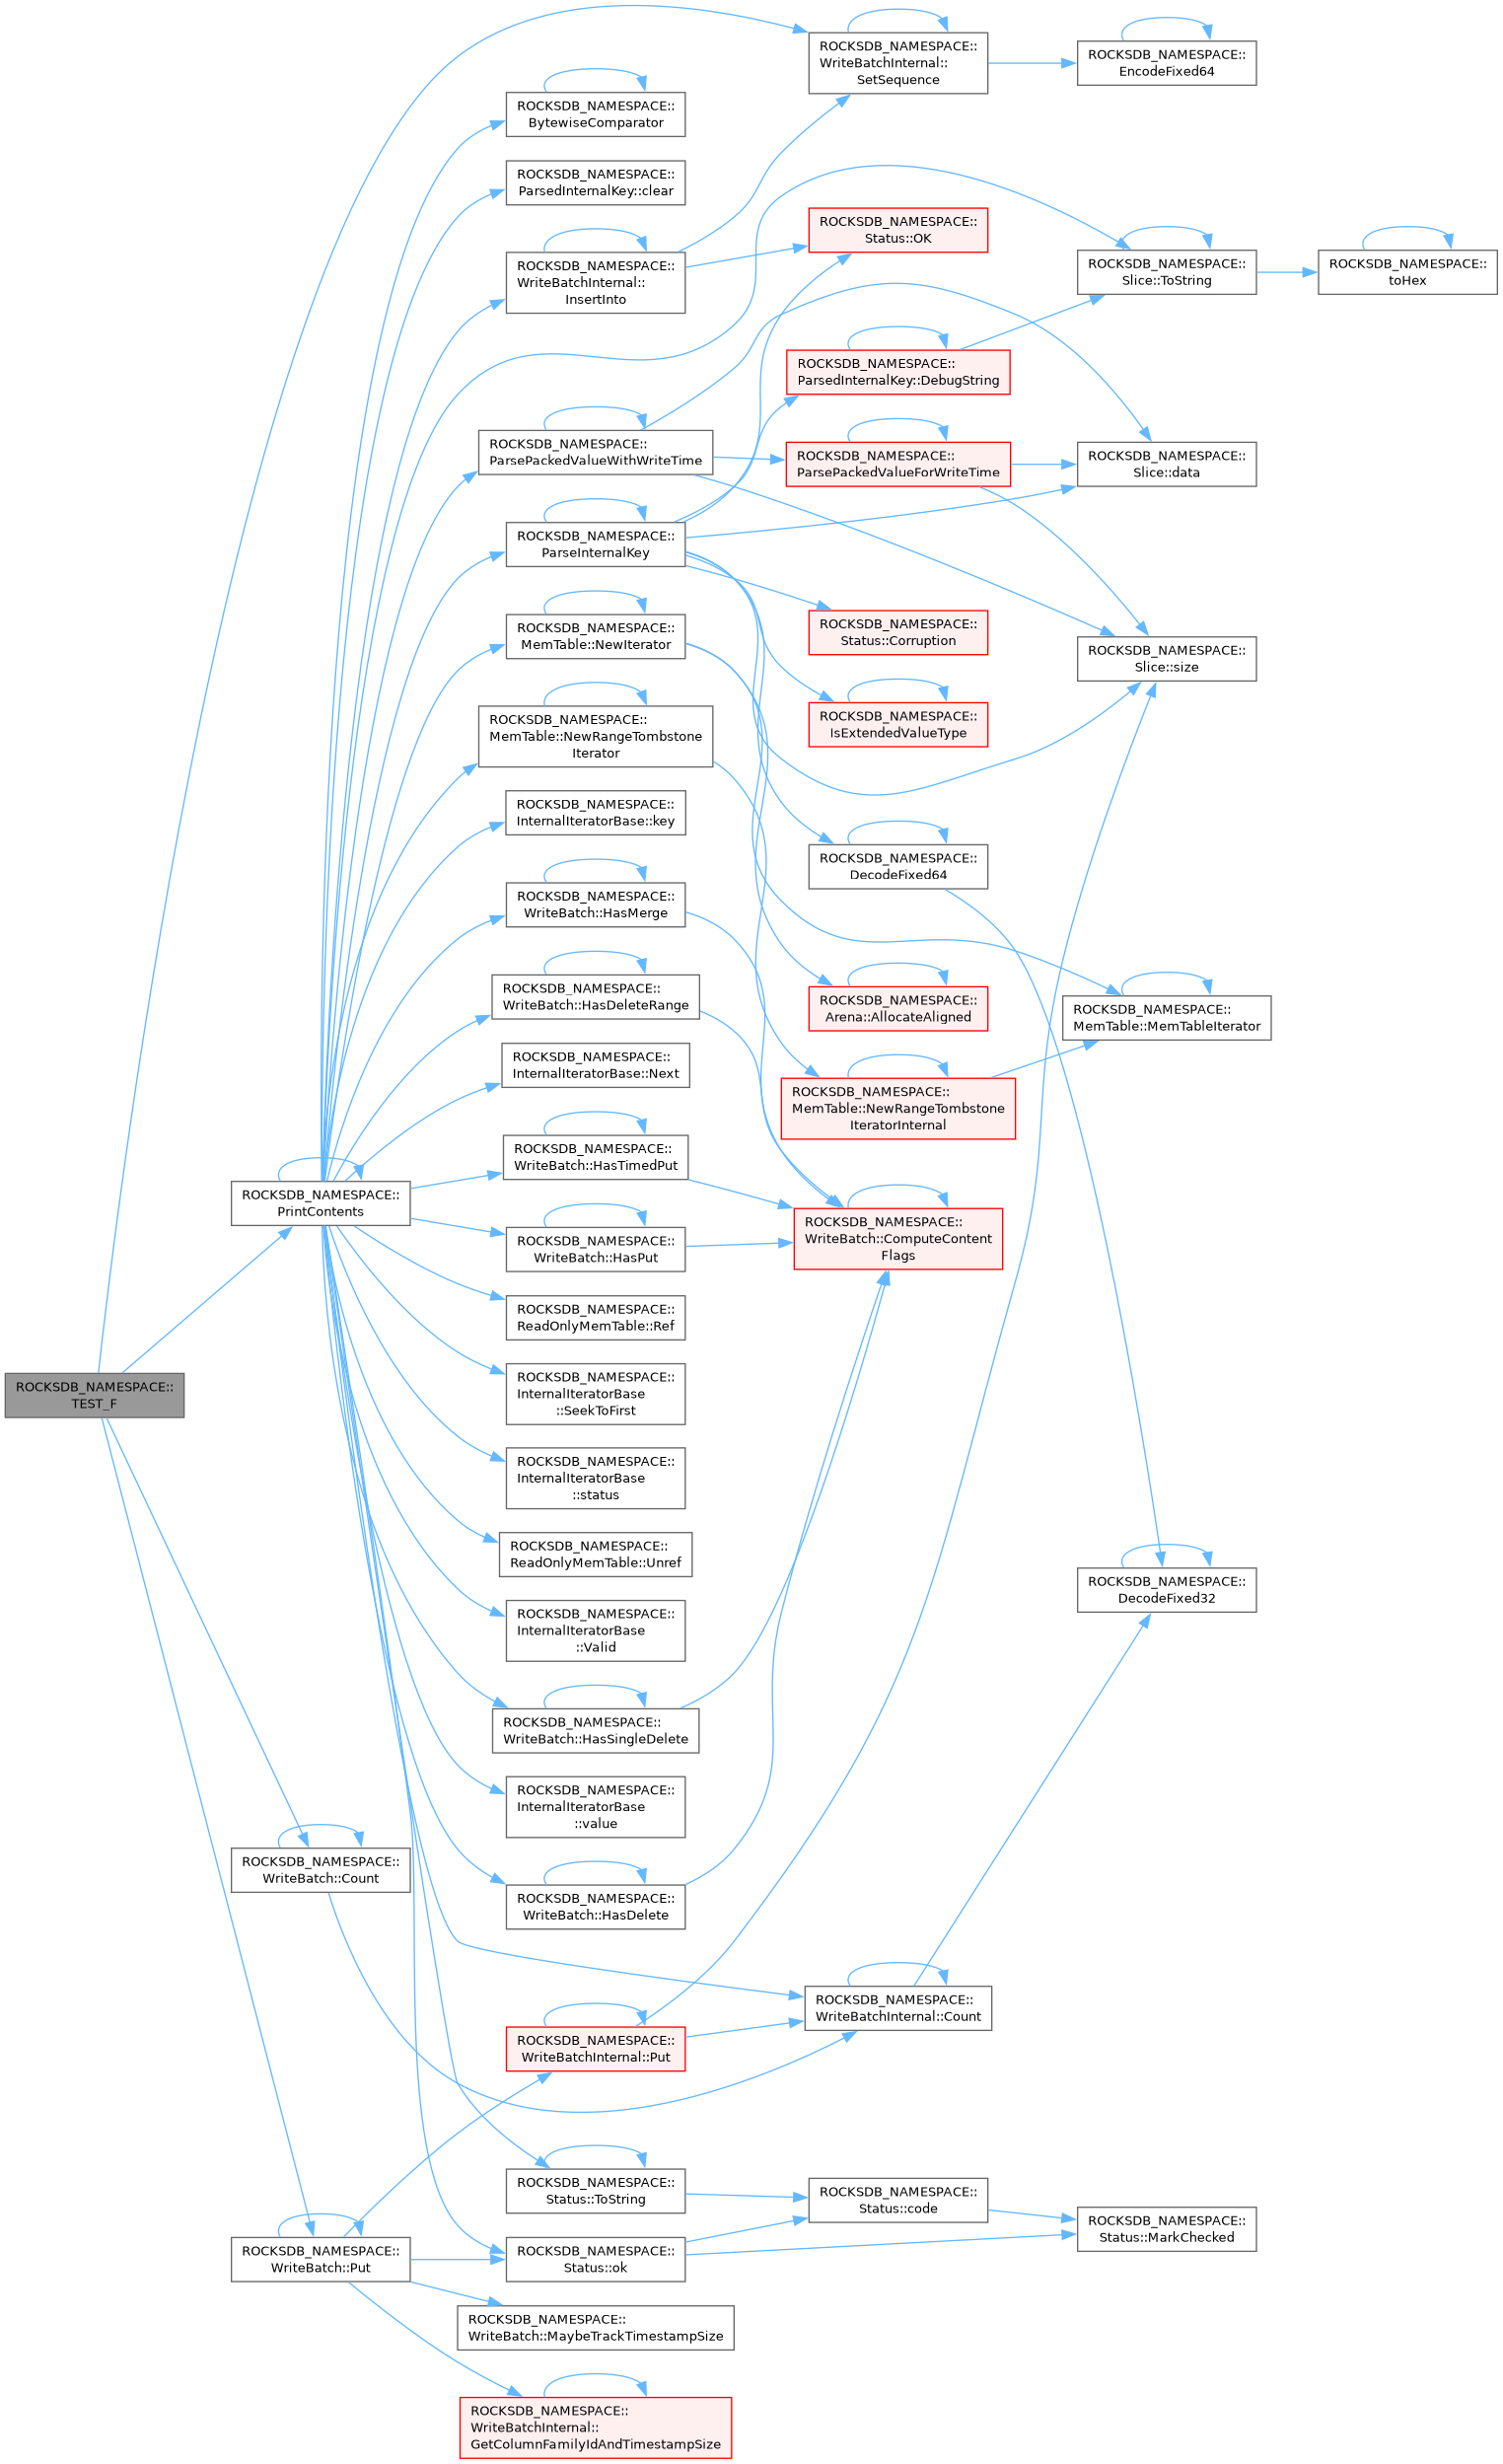 ROCKSDB_NAMESPACE::
TEST_F
ROCKSDB_NAMESPACE::
PrintContents
ROCKSDB_NAMESPACE::
WriteBatch::Count
ROCKSDB_NAMESPACE::
WriteBatch::Put
ROCKSDB_NAMESPACE::
BytewiseComparator
ROCKSDB_NAMESPACE::
ParsedInternalKey::clear
ROCKSDB_NAMESPACE::
WriteBatchInternal::
InsertInto
ROCKSDB_NAMESPACE::
ParsePackedValueWithWriteTime
ROCKSDB_NAMESPACE::
ParseInternalKey
ROCKSDB_NAMESPACE::
MemTable::NewIterator
ROCKSDB_NAMESPACE::
MemTable::NewRangeTombstone
Iterator
ROCKSDB_NAMESPACE::
InternalIteratorBase::key
ROCKSDB_NAMESPACE::
WriteBatch::HasMerge
ROCKSDB_NAMESPACE::
WriteBatch::HasDeleteRange
ROCKSDB_NAMESPACE::
InternalIteratorBase::Next
ROCKSDB_NAMESPACE::
WriteBatch::HasTimedPut
ROCKSDB_NAMESPACE::
WriteBatch::HasPut
ROCKSDB_NAMESPACE::
ReadOnlyMemTable::Ref
ROCKSDB_NAMESPACE::
InternalIteratorBase
::SeekToFirst
ROCKSDB_NAMESPACE::
InternalIteratorBase
::status
ROCKSDB_NAMESPACE::
ReadOnlyMemTable::Unref
ROCKSDB_NAMESPACE::
InternalIteratorBase
::Valid
ROCKSDB_NAMESPACE::
WriteBatch::HasSingleDelete
ROCKSDB_NAMESPACE::
InternalIteratorBase
::value
ROCKSDB_NAMESPACE::
WriteBatch::HasDelete
ROCKSDB_NAMESPACE::
WriteBatchInternal::Put
ROCKSDB_NAMESPACE::
Status::ToString
ROCKSDB_NAMESPACE::
Status::ok
ROCKSDB_NAMESPACE::
WriteBatch::MaybeTrackTimestampSize
ROCKSDB_NAMESPACE::
WriteBatchInternal::
GetColumnFamilyIdAndTimestampSize
ROCKSDB_NAMESPACE::
WriteBatchInternal::
SetSequence
ROCKSDB_NAMESPACE::
Status::OK
ROCKSDB_NAMESPACE::
ParsedInternalKey::DebugString
ROCKSDB_NAMESPACE::
ParsePackedValueForWriteTime
ROCKSDB_NAMESPACE::
Status::Corruption
ROCKSDB_NAMESPACE::
IsExtendedValueType
ROCKSDB_NAMESPACE::
DecodeFixed64
ROCKSDB_NAMESPACE::
Arena::AllocateAligned
ROCKSDB_NAMESPACE::
MemTable::NewRangeTombstone
IteratorInternal
ROCKSDB_NAMESPACE::
WriteBatch::ComputeContent
Flags
ROCKSDB_NAMESPACE::
WriteBatchInternal::Count
ROCKSDB_NAMESPACE::
Status::code
ROCKSDB_NAMESPACE::
EncodeFixed64
ROCKSDB_NAMESPACE::
Slice::ToString
ROCKSDB_NAMESPACE::
Slice::data
ROCKSDB_NAMESPACE::
Slice::size
ROCKSDB_NAMESPACE::
MemTable::MemTableIterator
ROCKSDB_NAMESPACE::
DecodeFixed32
ROCKSDB_NAMESPACE::
Status::MarkChecked
ROCKSDB_NAMESPACE::
toHex